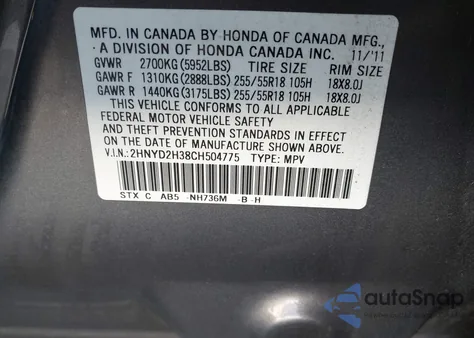 MFD. IN CANADA BY HONDA OF CANADA MFG.,
A DIVISION OF HONDA CANADA INC. 11/'11
GVWR 2700KG (5952LBS) TIRE SIZE RIM SIZE
GAWR F 1310KG (2888LBS) 255/55R18 105H 18X8.0J
GAWR R 1440KG (3175LBS) 255/55R18 105H 18X8.0J
THIS VEHICLE CONFORMS TO ALL APPLICABLE
FEDERAL MOTOR VEHICLE SAFETY, BUMPER,
AND THEFT PREVENTION STANDARDS IN EFFECT
ON THE DATE OF MANUFACTURE SHOWN ABOVE.
V.I.N.: 2HNYD2H38CH504775 TYPE: MPV
STX C AB5 -NH736M -B -H
autoSnap